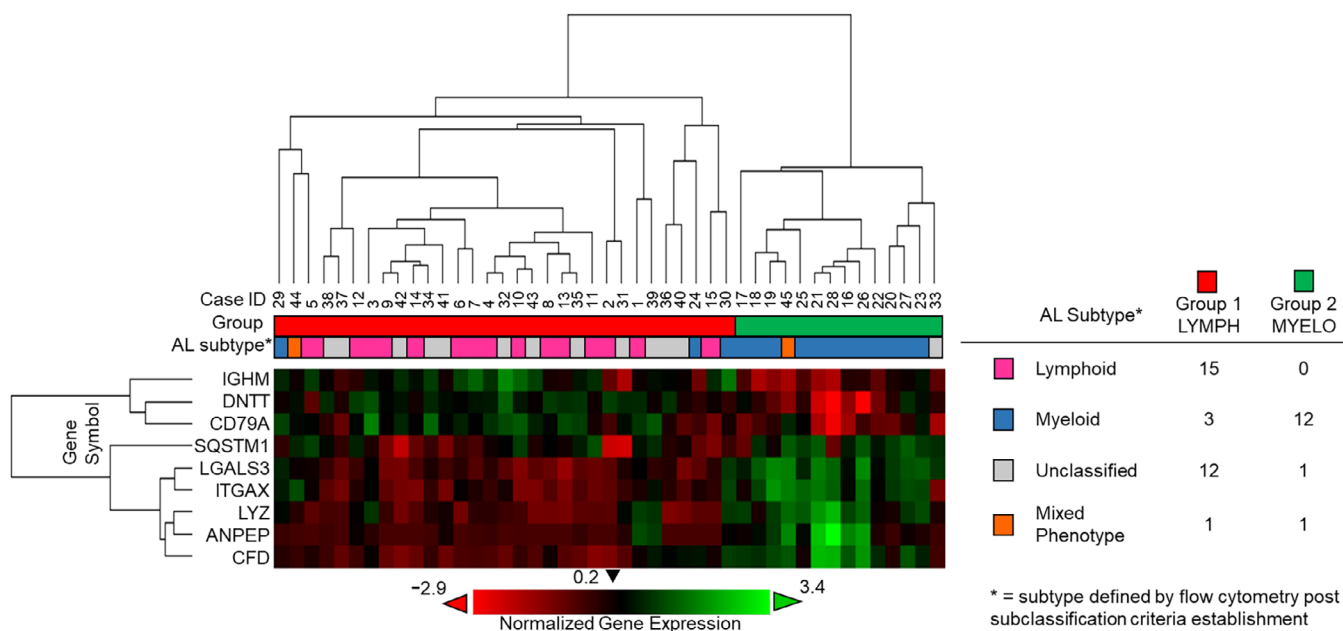 Case ID 29 44 5 38 37 12 3 9 42 14 34 41 6 7 4 32 10 43 8 13 35 11 2 31 1 39 36 40 24 15 30 17 18 19 45 25 21 28 16 26 22 20 27 23 33
Group
AL subtype*
Gene
Symbol
IGHM
DNTT
CD79A
SQSTM1
LGALS3
ITGAX
LYZ
ANPEP
CFD
−2.9
0.2
3.4
Normalized Gene Expression
AL Subtype* Group 1 Group 2
LYMPH MYELO
Lymphoid 15 0
Myeloid 3 12
Unclassified 12 1
Mixed
Phenotype 1 1
* = subtype defined by flow cytometry post
subclassification criteria establishment